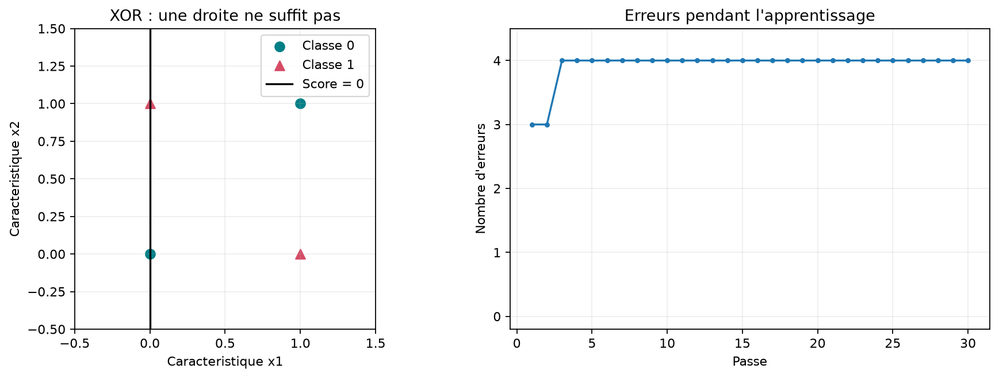 XOR : une droite ne suffit pas
1.50
1.25
1.00
0.75
0.50
0.25
0.00
−0.25
−0.50
−0.5
0.0
0.5
1.0
1.5
Caracteristique x2
Caracteristique x1
Classe 0
Classe 1
Score = 0
Erreurs pendant l'apprentissage
4
3
2
1
0
0
5
10
15
20
25
30
Nombre d'erreurs
Passe